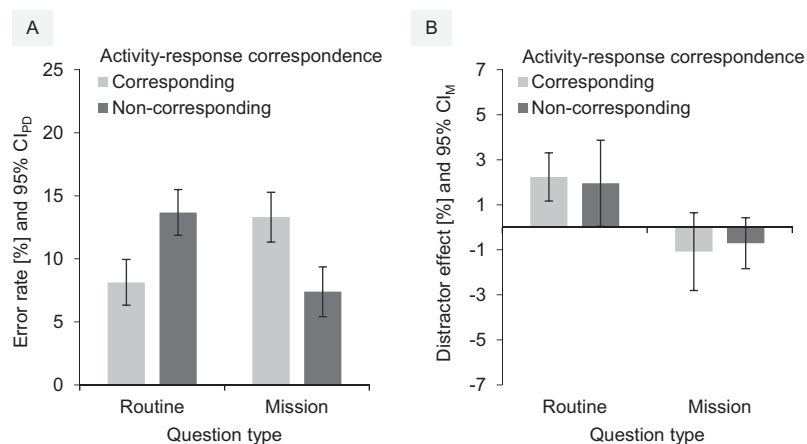 A
Activity-response correspondence
Corresponding
Non-corresponding
Error rate [%] and 95% CI_PD
25
20
15
10
5
0
Routine Mission
Question type
B
Activity-response correspondence
Corresponding
Non-corresponding
Distractor effect [%] and 95% CI_M
7
5
3
1
-1
-3
-5
-7
Routine Mission
Question type